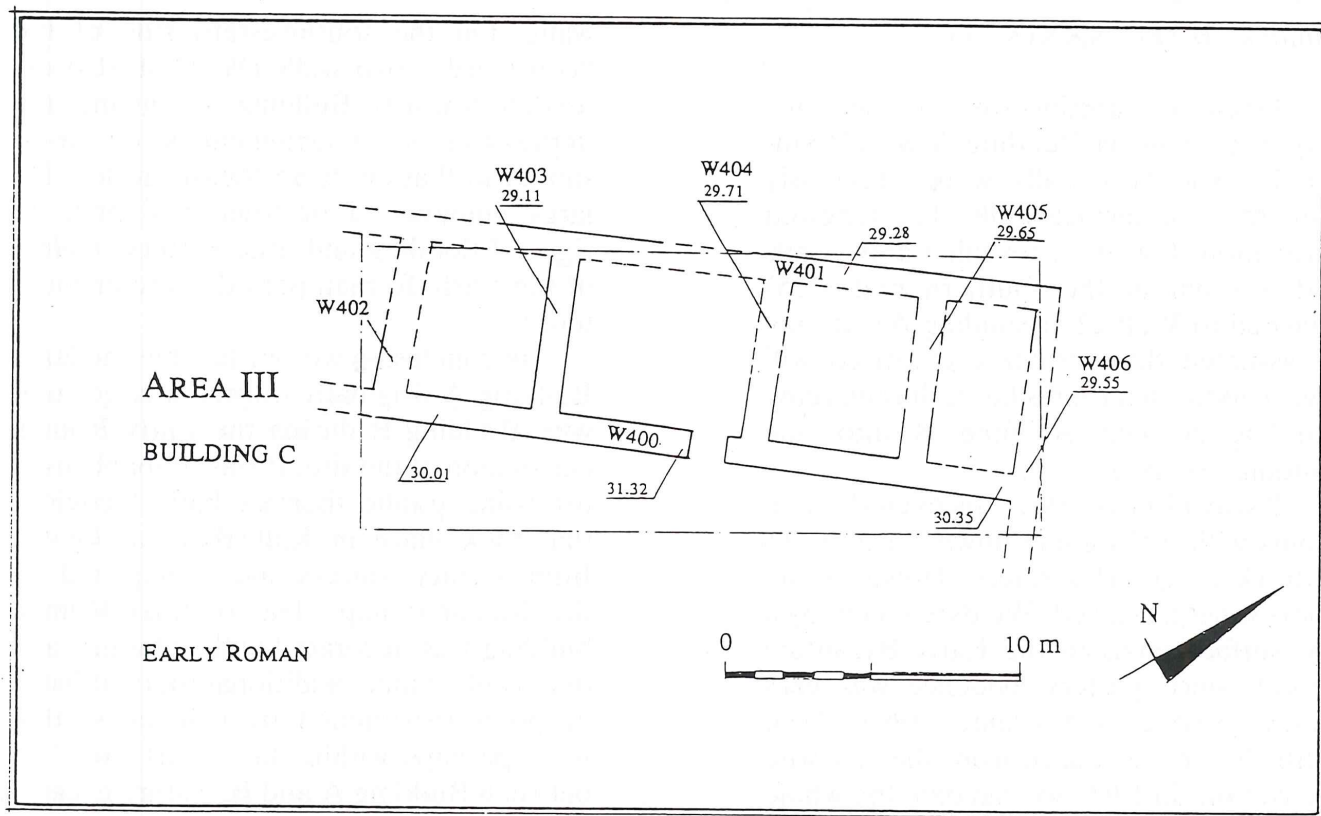 W403
29.11
W404
29.71
W405
29.65
29.28
W401
W402
W406
29.55
AREA III
BUILDING C
W400
30.01
31.32
30.35
N
0 10 m
EARLY ROMAN